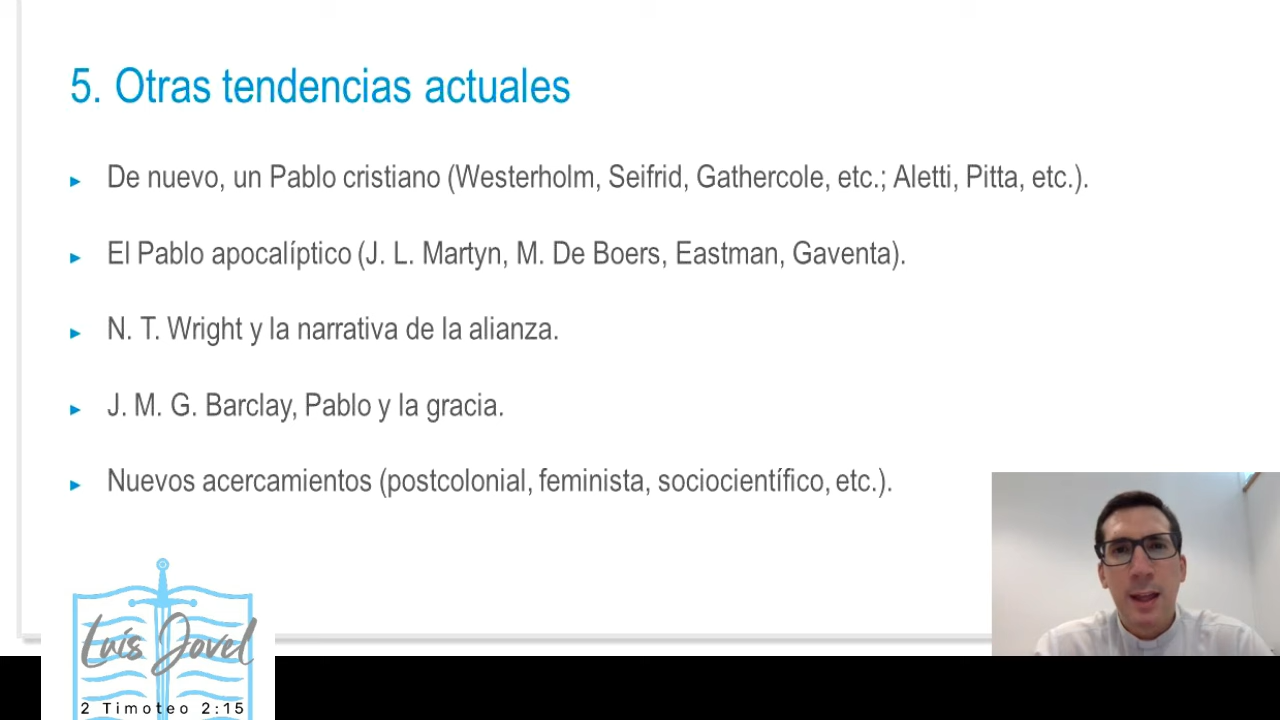 5. Otras tendencias actuales
► De nuevo, un Pablo cristiano (Westerholm, Seifrid, Gathercole, etc.; Aletti, Pitta, etc.).
► El Pablo apocalíptico (J. L. Martyn, M. De Boers, Eastman, Gaventa).
► N. T. Wright y la narrativa de la alianza.
► J. M. G. Barclay, Pablo y la gracia.
► Nuevos acercamientos (postcolonial, feminista, sociocientífico, etc.).
Luis Jovel
2 Timoteo 2:15